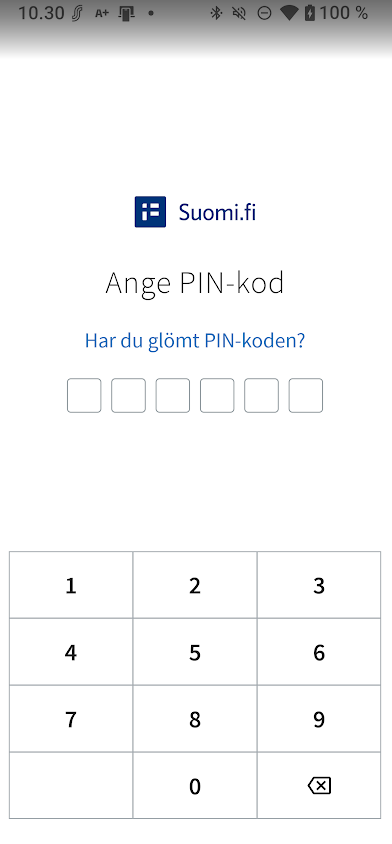 10.30 A+ 100 %
Suomi.fi
Ange PIN-kod
Har du glömt PIN-koden?
1 2 3
4 5 6
7 8 9
0